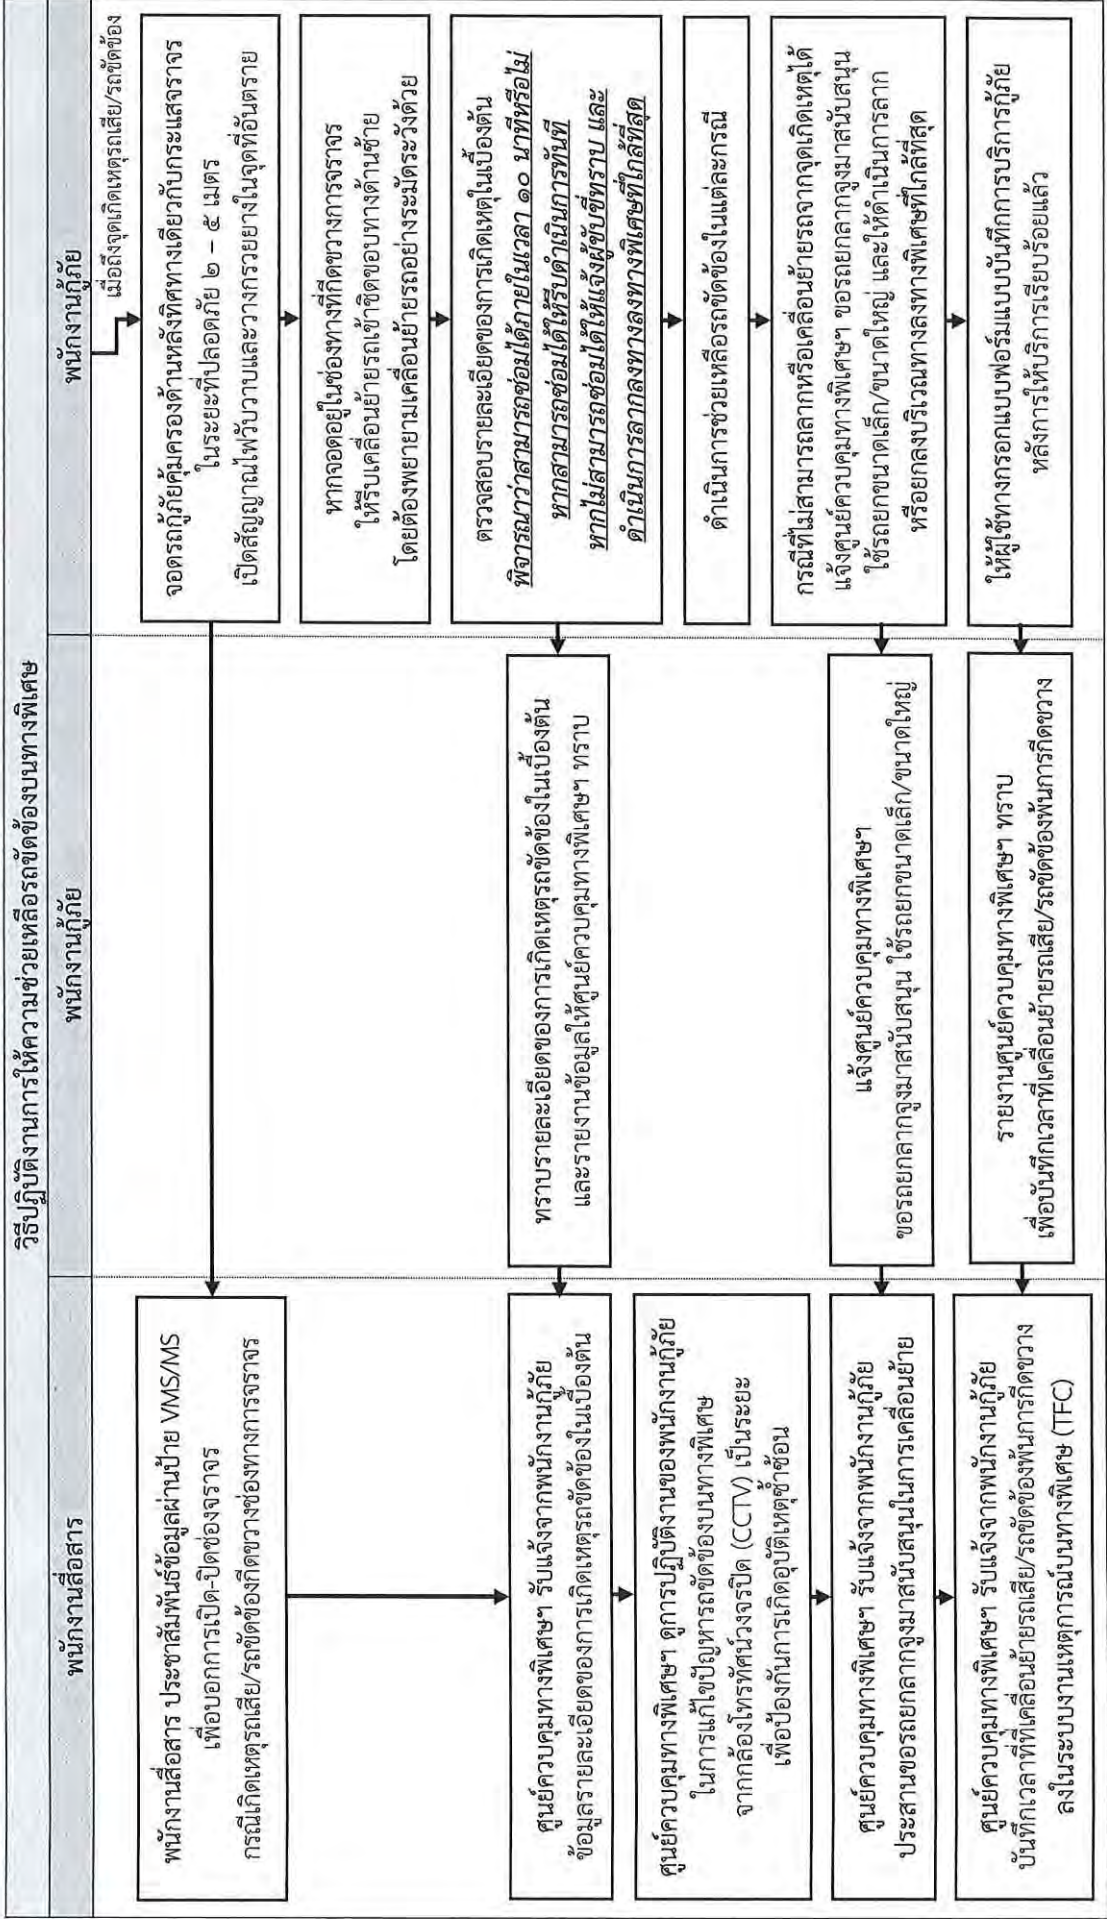 วิธีปฏิบัติงานการให้ความช่วยเหลือรถขัดข้องบนทางพิเศษ
พนักงานสื่อสาร
พนักงานกู้ภัย
พนักงานกู้ภัย
พนักงานสื่อสาร ประชาสัมพันธ์ข้อมูลผ่านป้าย VMS/MS
เพื่อบอกการเปิด-ปิดช่องจราจร
กรณีเกิดเหตุรถเสีย/รถขัดข้องกีดขวางช่องทางการจราจร
ศูนย์ควบคุมทางพิเศษฯ รับแจ้งจากพนักงานกู้ภัย
ข้อมูลรายละเอียดของการเกิดเหตุรถขัดข้องในเบื้องต้น
ศูนย์ควบคุมทางพิเศษฯ ดูการปฏิบัติงานของพนักงานกู้ภัย
ในการแก้ไขปัญหารถขัดข้องบนทางพิเศษ
จากกล้องโทรทัศน์วงจรปิด (CCTV) เป็นระยะ
เพื่อป้องกันการเกิดอุบัติเหตุซ้ำซ้อน
ศูนย์ควบคุมทางพิเศษฯ รับแจ้งจากพนักงานกู้ภัย
ประสานขอรถยกลากจูงมาสนับสนุนในการเคลื่อนย้าย
ศูนย์ควบคุมทางพิเศษฯ รับแจ้งจากพนักงานกู้ภัย
บันทึกเวลาที่ที่เคลื่อนย้ายรถเสีย/รถขัดข้องพ้นการกีดขวาง
ลงในระบบงานเหตุการณ์บนทางพิเศษ (TFC)
ทราบรายละเอียดของการเกิดเหตุรถขัดข้องในเบื้องต้น
และรายงานข้อมูลให้ศูนย์ควบคุมทางพิเศษฯ ทราบ
แจ้งศูนย์ควบคุมทางพิเศษฯ
ขอรถยกลากจูงมาสนับสนุน ใช้รถยกขนาดเล็ก/ขนาดใหญ่
รายงานศูนย์ควบคุมทางพิเศษฯ ทราบ
เพื่อบันทึกเวลาที่เคลื่อนย้ายรถเสีย/รถขัดข้องพ้นการกีดขวาง
เมื่อถึงจุดเกิดเหตุรถเสีย/รถขัดข้อง
จอดรถกู้ภัยคุ้มครองด้านหลังทิศทางเดียวกับกระแสจราจร
ในระยะที่ปลอดภัย ๒ – ๕ เมตร
เปิดสัญญาณไฟวับวาบและวางกรวยยางในจุดที่อันตราย
หากจอดอยู่ในช่องทางที่กีดขวางการจราจร
ให้รีบเคลื่อนย้ายรถเข้าชิดขอบทางด้านซ้าย
โดยต้องพยายามเคลื่อนย้ายรถอย่างระมัดระวังด้วย
ตรวจสอบรายละเอียดของการเกิดเหตุในเบื้องต้น
พิจารณาว่าสามารถซ่อมได้ภายในเวลา ๑๐ นาทีหรือไม่
หากสามารถซ่อมได้ให้รีบดำเนินการทันที
หากไม่สามารถซ่อมได้ให้แจ้งผู้ขับขี่ทราบ และ
ดำเนินการลากลงทางลงทางพิเศษที่ใกล้ที่สุด
ดำเนินการช่วยเหลือรถขัดข้องในแต่ละกรณี
กรณีที่ไม่สามารถลากหรือเคลื่อนย้ายรถจากจุดเกิดเหตุได้
แจ้งศูนย์ควบคุมทางพิเศษฯ ขอรถยกลากจูงมาสนับสนุน
ใช้รถยกขนาดเล็ก/ขนาดใหญ่ และให้ดำเนินการลาก
หรือยกลงบริเวณทางลงทางพิเศษที่ใกล้ที่สุด
ให้ผู้ใช้ทางกรอกแบบฟอร์มแบบบันทึกการบริการกู้ภัย
หลังการให้บริการเรียบร้อยแล้ว